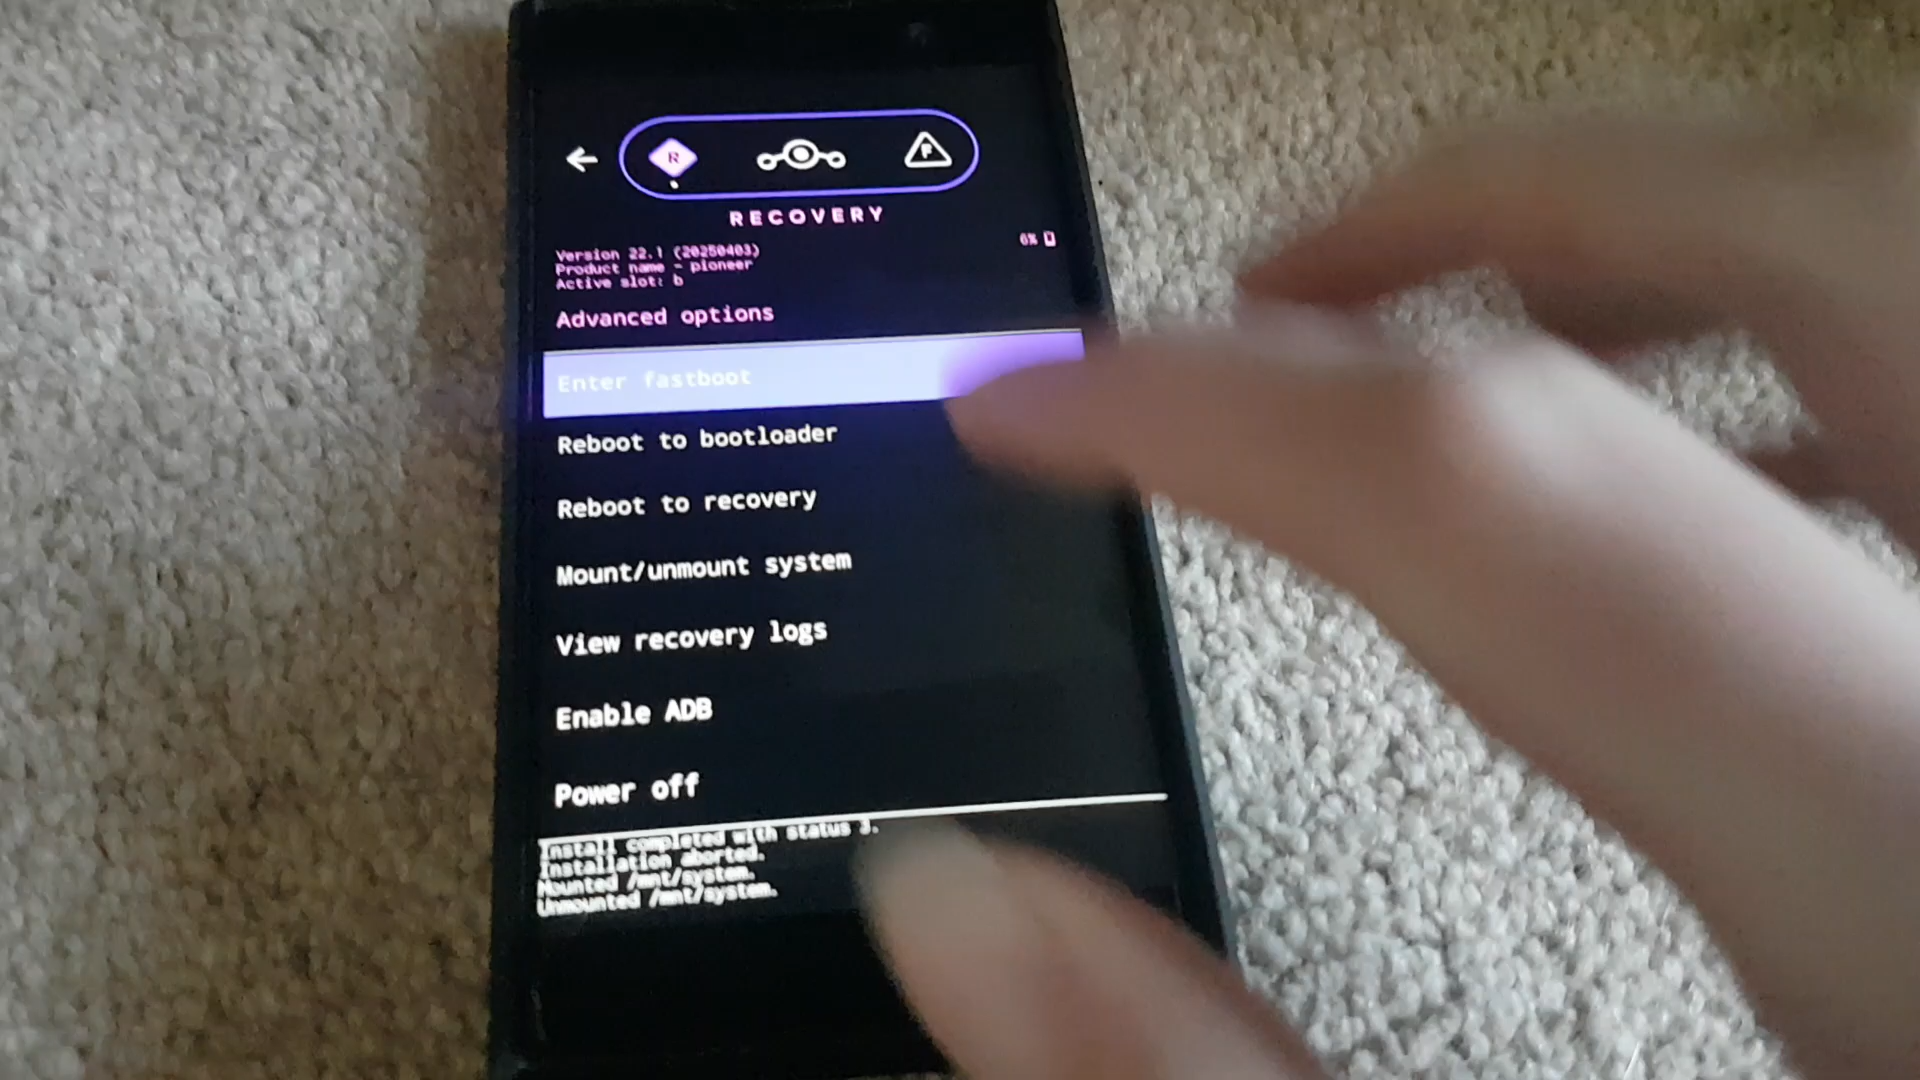 R
F
RECOVERY
6%
Version 22.1 (20250403)
Product name - pioneer
Active slot: b
Advanced options
Enter fastboot
Reboot to bootloader
Reboot to recovery
Mount/unmount system
View recovery logs
Enable ADB
Power off
Install completed with status 3.
Installation aborted.
Mounted /mnt/system.
Unmounted /mnt/system.